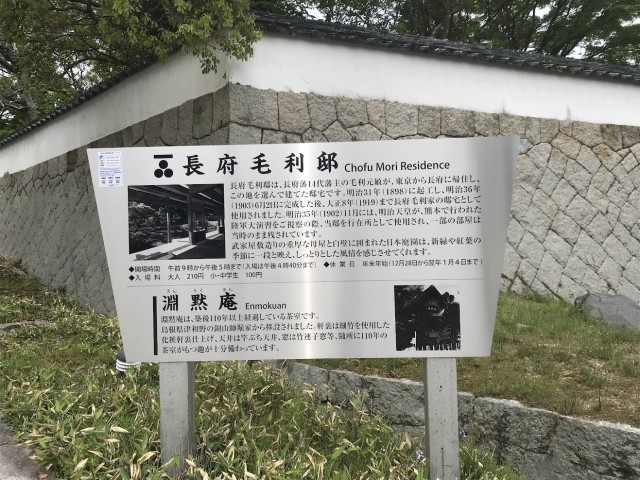 長府毛利邸 Chofu Mori Residence
長府毛利邸は、長府藩14代藩主の毛利元敏が、東京から長府に帰住し、
この地を選んで建てた邸宅です。明治31年(1898)に起工し、明治36年
(1903)6月2日に完成した後、大正8年(1919)まで長府毛利家の邸宅として
使用されました。明治35年(1902)11月には、明治天皇が、熊本で行われた
陸軍大演習をご視察の際、当邸を行在所として使用され、一部の部屋は
当時のまま残されています。
武家屋敷造りの重厚な母屋と白壁に囲まれた日本庭園は、新緑や紅葉の
季節に一段と映え、しっとりとした風情を感じさせてくれます。
◆開場時間 午前9時から午後5時まで(入場は午後4時40分まで) ◆休業日 年末年始(12月28日から翌年1月4日まで)
◆入場料 大人 210円 小中学生 100円
えん もく あん
淵黙庵 Enmokuan
淵黙庵は、築後110年以上経過している茶室です。
島根県津和野の銅山師堀家から移設されました。軒裏は細竹を使用した
化粧軒裏仕上げ、天井は竿ぶち天井、窓は竹連子窓等、随所に110年の
茶室がもつ趣が十分備わっています。